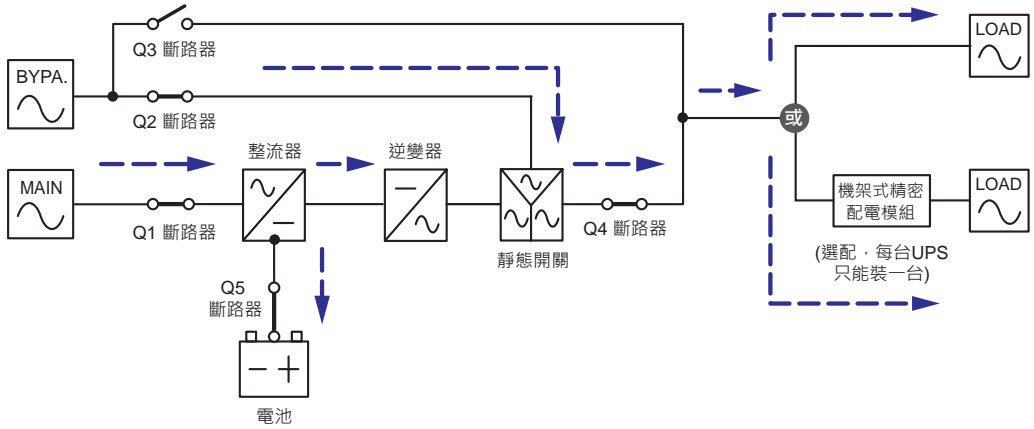 Q3 斷路器
LOAD
BYPA.
Q2 斷路器
或
整流器
逆變器
MAIN
機架式精密
配電模組
LOAD
Q1 斷路器
Q4 斷路器
靜態開關
(選配，每台UPS
只能裝一台)
Q5
斷路器
電池